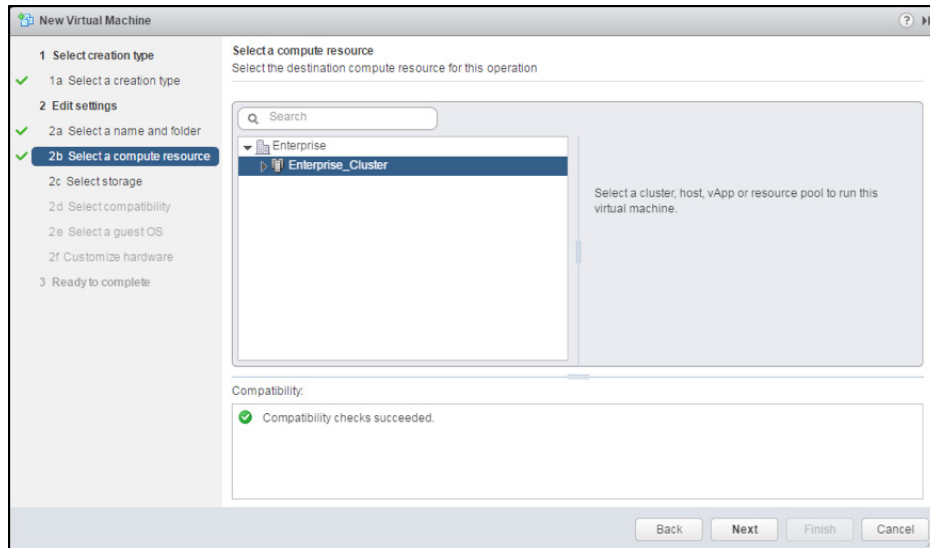 New Virtual Machine
1 Select creation type
1a Select a creation type
2 Edit settings
2a Select a name and folder
2b Select a compute resource
2c Select storage
2d Select compatibility
2e Select a guest OS
2f Customize hardware
3 Ready to complete
Select a compute resource
Select the destination compute resource for this operation
Search
Enterprise
Enterprise_Cluster
Select a cluster, host, vApp or resource pool to run this
virtual machine.
Compatibility:
Compatibility checks succeeded.
Back
Next
Finish
Cancel